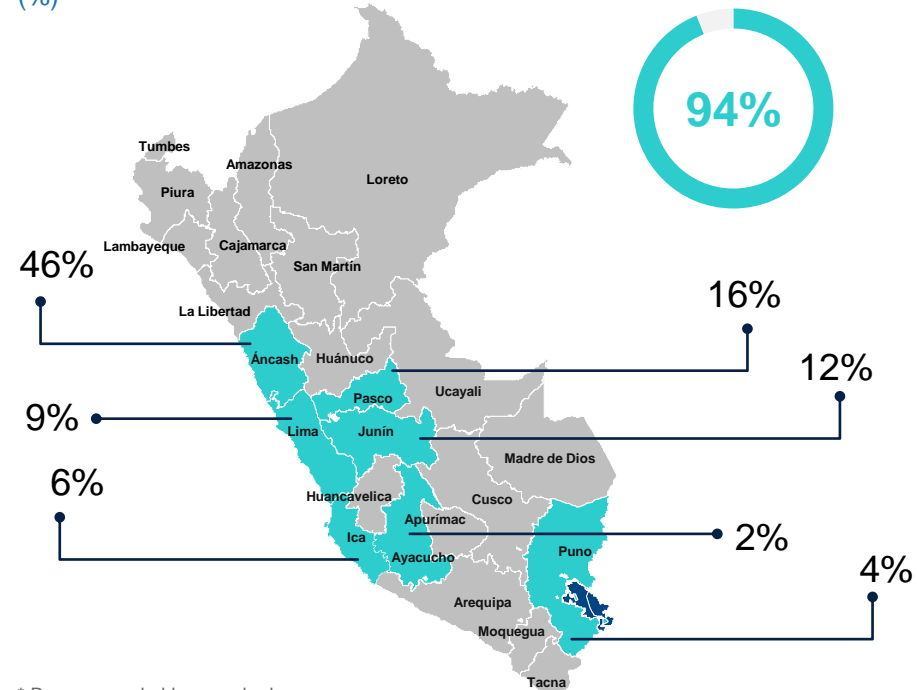 (%)
94%
Tumbes
Amazonas
Loreto
Piura
Lambayeque
Cajamarca
San Martín
46%
16%
La Libertad
Áncash
Huánuco
12%
Ucayali
Pasco
9%
Lima
Junín
Madre de Dios
6%
Huancavelica
Cusco
Apurímac
Ica
2%
Puno
Ayacucho
4%
Arequipa
Moquegua
Tacna